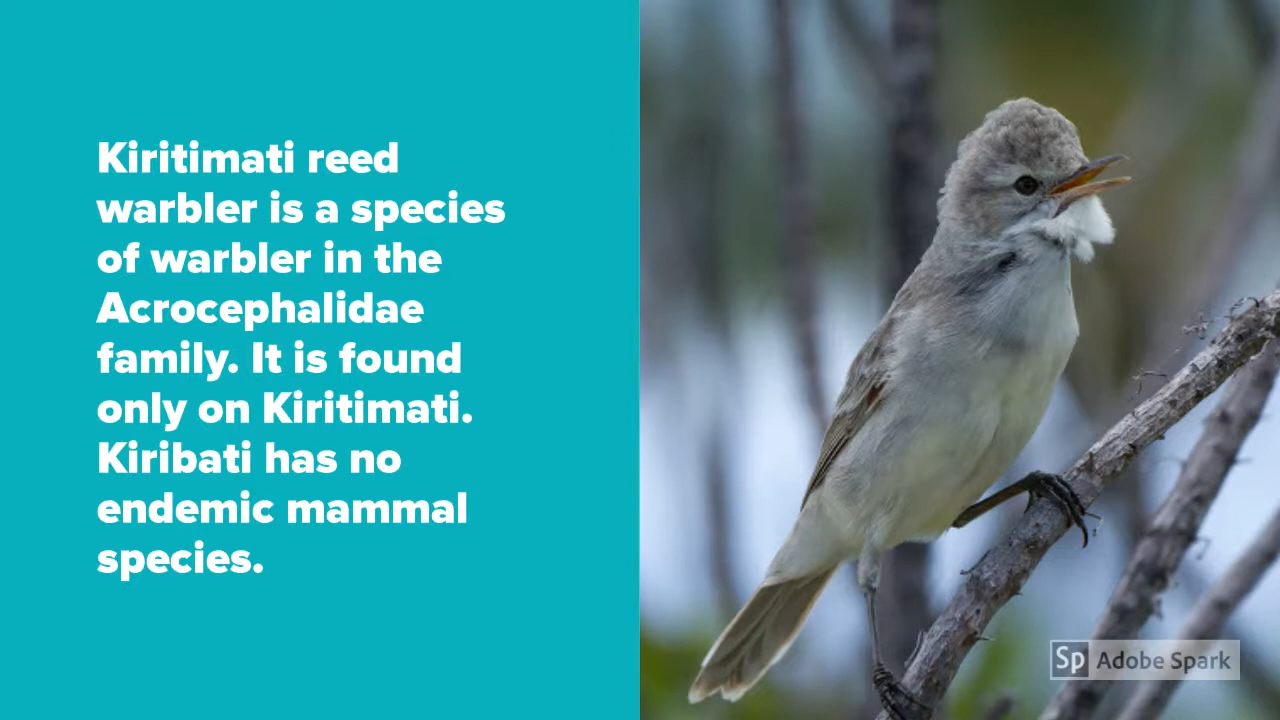 Kiritimati reed
warbler is a species
of warbler in the
Acrocephalidae
family. It is found
only on Kiritimati.
Kiribati has no
endemic mammal
species.
Sp Adobe Spark